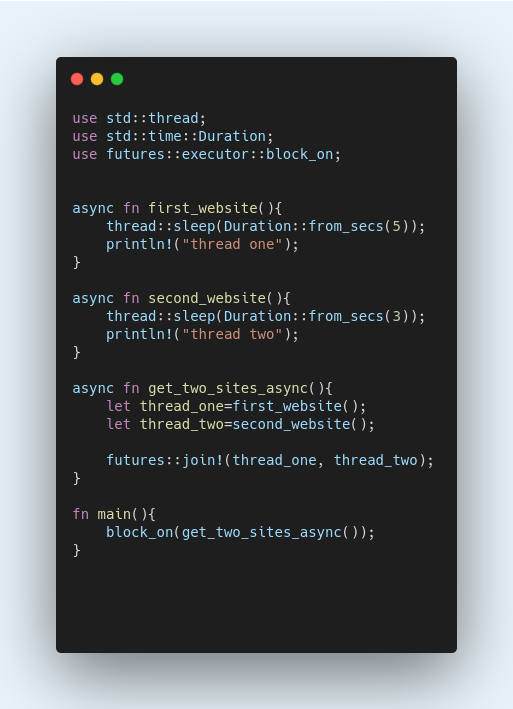 use std::thread;
use std::time::Duration;
use futures::executor::block_on;
async fn first_website(){
    thread::sleep(Duration::from_secs(5));
    println!("thread one");
}
async fn second_website(){
    thread::sleep(Duration::from_secs(3));
    println!("thread two");
}
async fn get_two_sites_async(){
    let thread_one=first_website();
    let thread_two=second_website();
    futures::join!(thread_one, thread_two);
}
fn main(){
    block_on(get_two_sites_async());
}